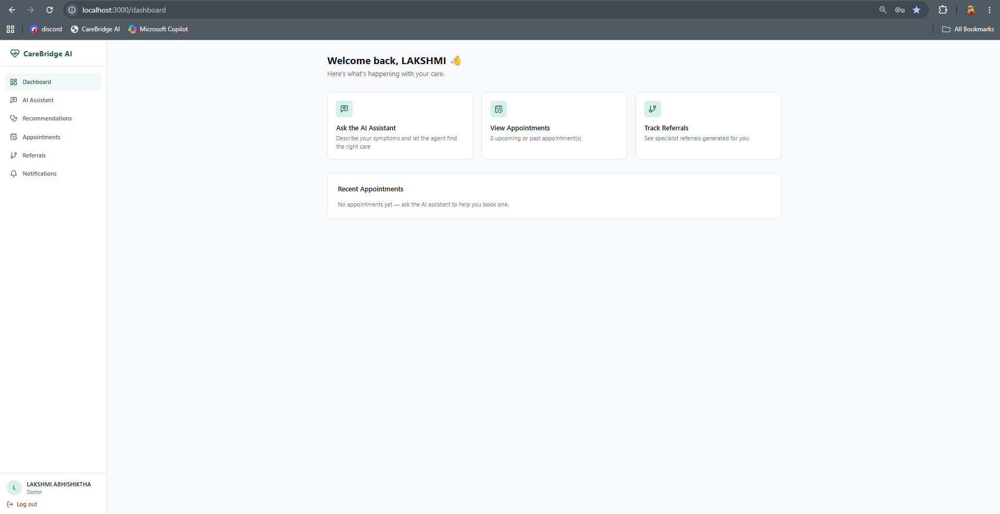 localhost:3000/dashboard
discord
CareBridge AI
Microsoft Copilot
All Bookmarks
CareBridge AI
Dashboard
AI Assistant
Recommendations
Appointments
Referrals
Notifications
LAKSHMI ABHISHIKTHA
L
Doctor
Log out
Welcome back, LAKSHMI 👋
Here's what's happening with your care.
Ask the AI Assistant
Describe your symptoms and let the agent find
the right care
View Appointments
0 upcoming or past appointment(s)
Track Referrals
See specialist referrals generated for you
Recent Appointments
No appointments yet — ask the AI assistant to help you book one.